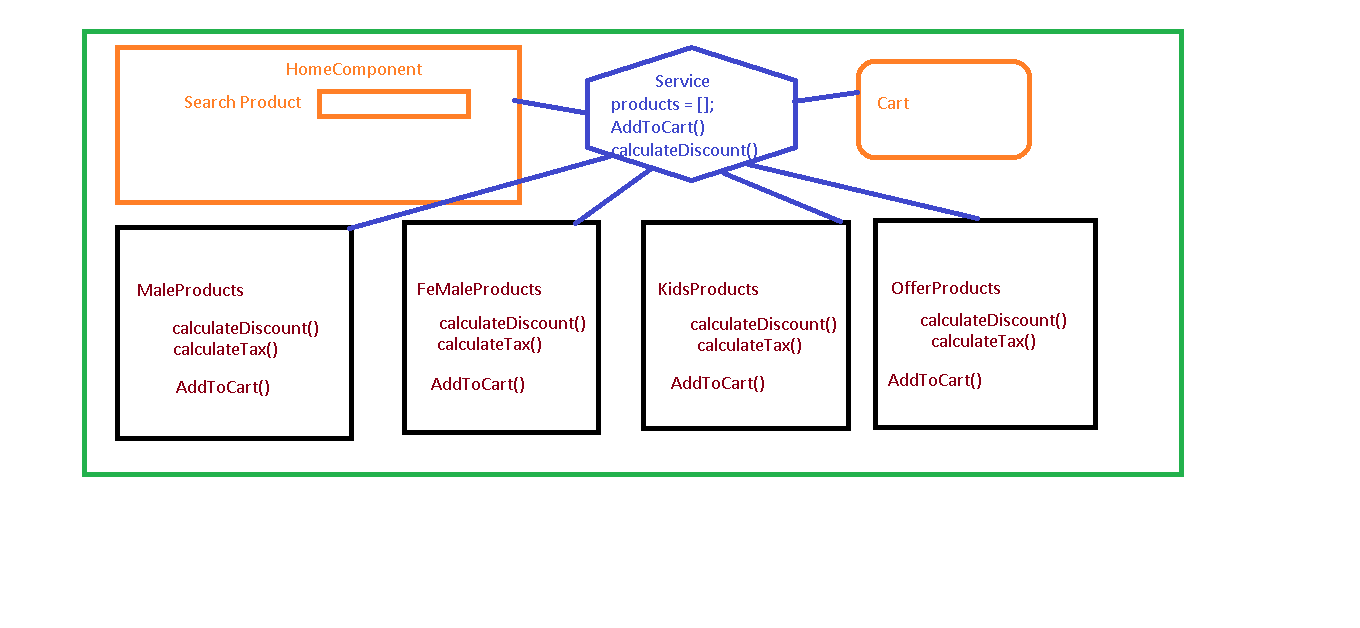 HomeComponent
Search Product
Service
products = [];
AddToCart()
calculateDiscount()
Cart
MaleProducts
calculateDiscount()
calculateTax()
AddToCart()
FeMaleProducts
calculateDiscount()
calculateTax()
AddToCart()
KidsProducts
calculateDiscount()
calculateTax()
AddToCart()
OfferProducts
calculateDiscount()
calculateTax()
AddToCart()